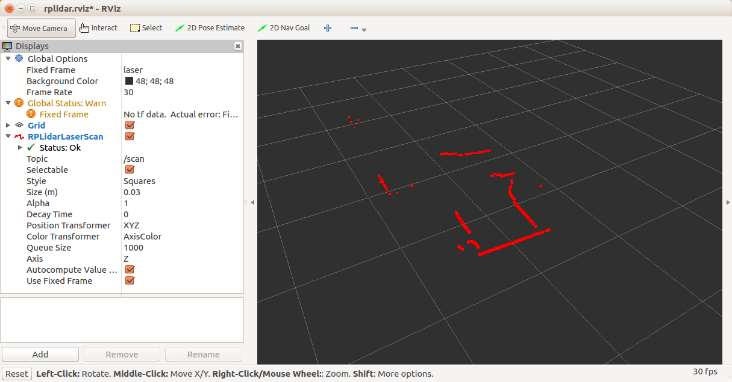 rplidar.rviz* - RViz
Move Camera Interact Select 2D Pose Estimate 2D Nav Goal
Displays
Global Options
Fixed Frame laser
Background Color 48; 48; 48
Frame Rate 30
Global Status: Warn
Fixed Frame No tf data. Actual error: Fi...
Grid
RPLidarLaserScan
Status: Ok
Topic /scan
Selectable
Style Squares
Size (m) 0.03
Alpha 1
Decay Time 0
Position Transformer XYZ
Color Transformer AxisColor
Queue Size 1000
Axis Z
Autocompute Value ...
Use Fixed Frame
Add Remove Rename
Reset Left-Click: Rotate. Middle-Click: Move X/Y. Right-Click/Mouse Wheel:: Zoom. Shift: More options. 30 fps